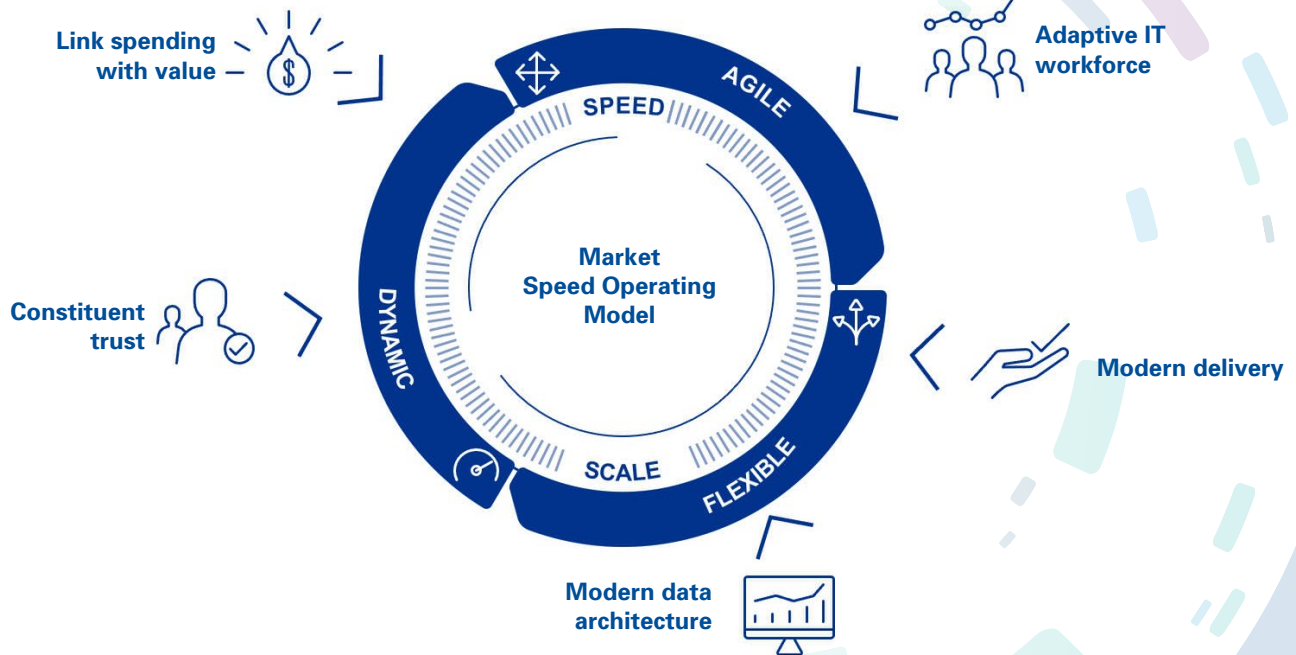 Link spending
with value
Adaptive IT
workforce
AGILE
SPEED
$
Market
Speed Operating
Model
DYNAMIC
Constituent
trust
Modern delivery
SCALE
FLEXIBLE
Modern data
architecture